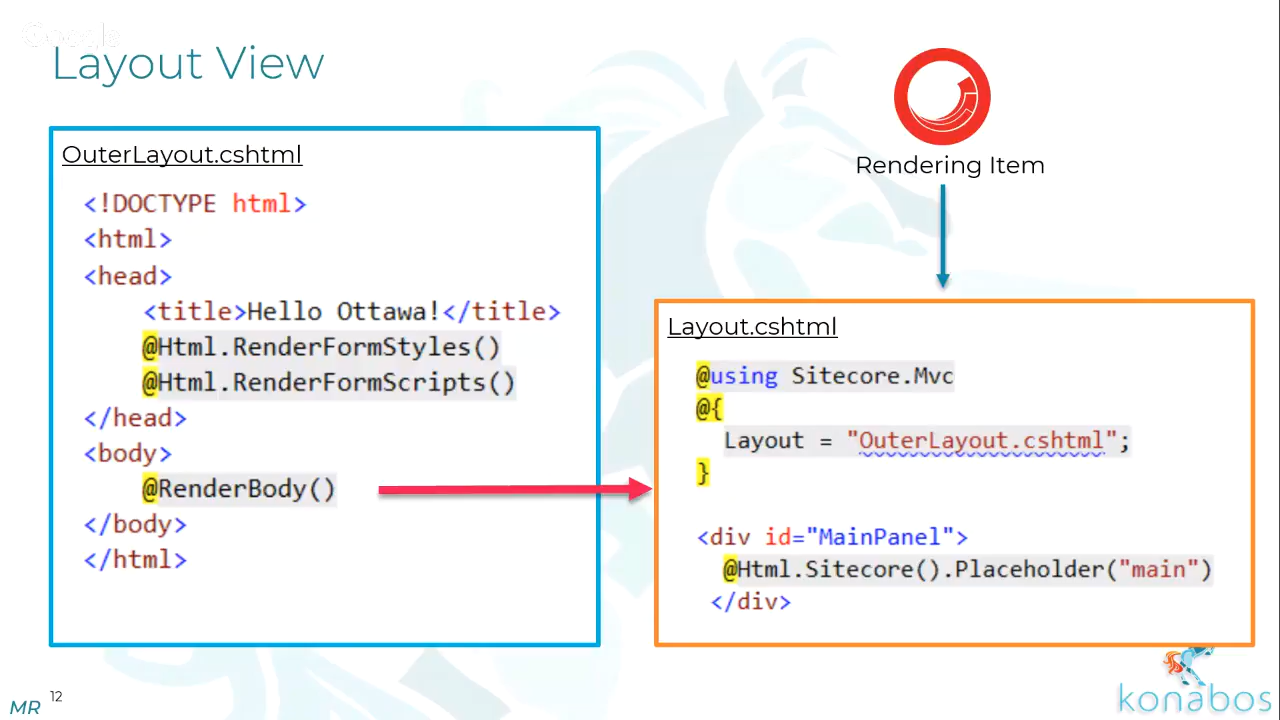 Google
Layout View
OuterLayout.cshtml
<!DOCTYPE html>
<html>
<head>
<title>Hello Ottawa!</title>
@Html.RenderFormStyles()
@Html.RenderFormScripts()
</head>
<body>
@RenderBody()
</body>
</html>
Rendering Item
Layout.cshtml
@using Sitecore.Mvc
@{
Layout = "OuterLayout.cshtml";
}
<div id="MainPanel">
@Html.Sitecore().Placeholder("main")
</div>
MR
12
konabos